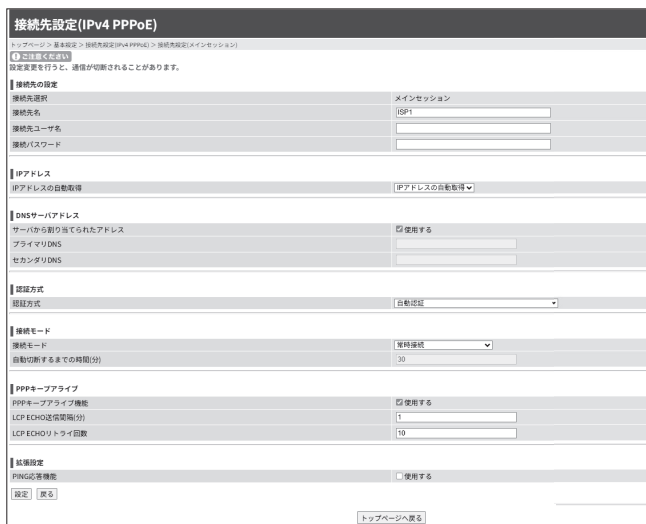 接続先設定(IPv4 PPPoE)
トップページ > 基本設定 > 接続先設定(IPv4 PPPoE) > 接続先設定(メインセッション)
ご注意ください
設定変更を行うと、通信が切断されることがあります。
接続先の設定
接続先選択 メインセッション
接続先名 ISP1
接続先ユーザ名
接続パスワード
IPアドレス
IPアドレスの自動取得 IPアドレスの自動取得
DNSサーバアドレス
サーバから割り当てられたアドレス 使用する
プライマリDNS
セカンダリDNS
認証方式
認証方式 自動認証
接続モード
接続モード 常時接続
自動切断するまでの時間(分) 30
PPPキープアライブ
PPPキープアライブ機能 使用する
LCP ECHO送信間隔(分) 1
LCP ECHOリトライ回数 10
拡張設定
PING応答機能 使用する
設定 戻る
トップページへ戻る